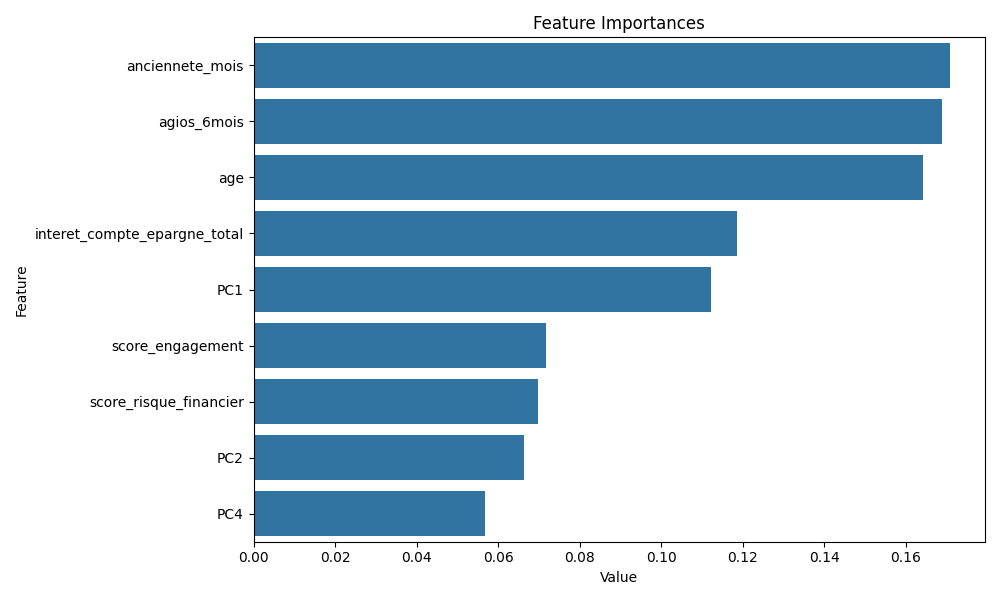 Feature Importances
Feature
anciennete_mois
agios_6mois
age
interet_compte_epargne_total
PC1
score_engagement
score_risque_financier
PC2
PC4
0.00 0.02 0.04 0.06 0.08 0.10 0.12 0.14 0.16
Value